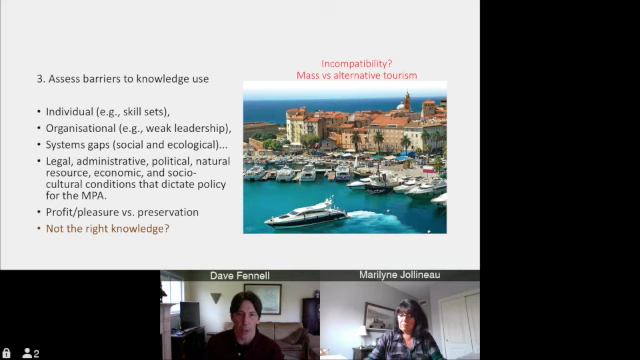 Incompatibility?
Mass vs alternative tourism
3. Assess barriers to knowledge use
• Individual (e.g., skill sets),
• Organisational (e.g., weak leadership),
• Systems gaps (social and ecological)...
• Legal, administrative, political, natural
resource, economic, and socio-
cultural conditions that dictate policy
for the MPA.
• Profit/pleasure vs. preservation
• Not the right knowledge?
Dave Fennell
Marilyne Jollineau
2